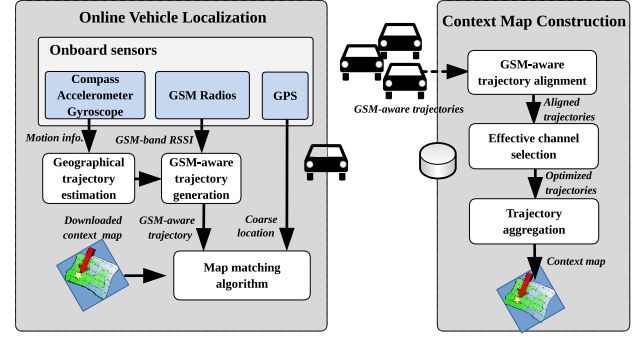 Online Vehicle Localization
Onboard sensors
Compass
Accelerometer
Gyroscope
GSM Radios
GPS
Motion info.
GSM-band RSSI
Geographical
trajectory
estimation
GSM-aware
trajectory
generation
Downloaded
context map
GSM-aware
trajectory
Coarse
location
Map matching
algorithm
GSM-aware trajectories
Context Map Construction
GSM-aware
trajectory alignment
Aligned
trajectories
Effective channel
selection
Optimized
trajectories
Trajectory
aggregation
Context map